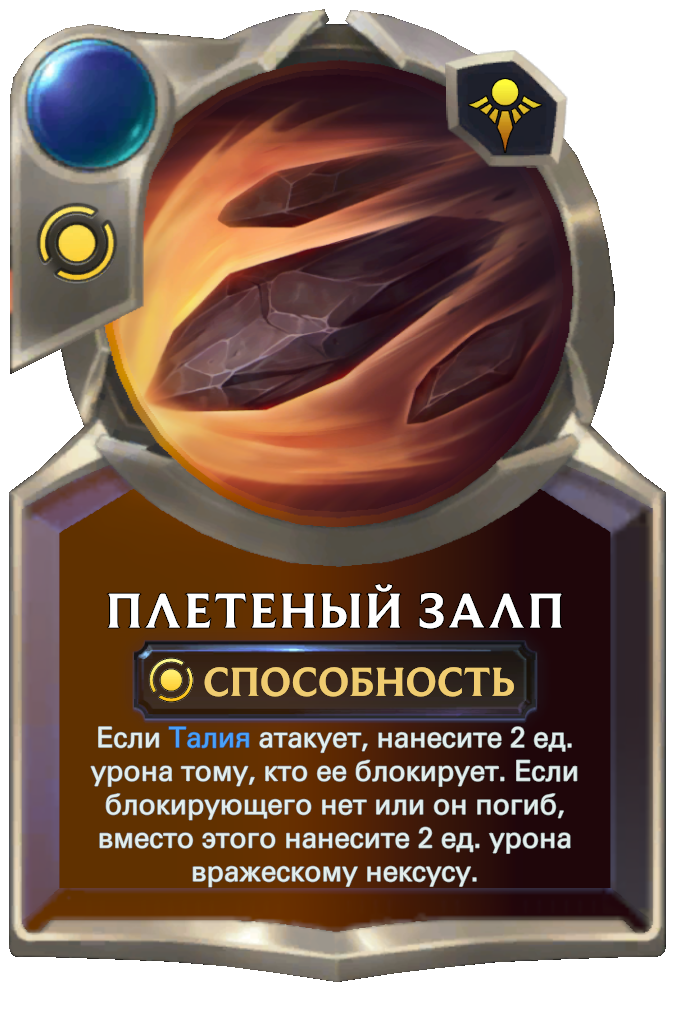 ПЛЕТЕНЫЙ ЗАЛП
СПОСОБНОСТЬ
Если Талия атакует, нанесите 2 ед.
урона тому, кто ее блокирует. Если
блокирующего нет или он погиб,
вместо этого нанесите 2 ед. урона
вражескому нексусу.